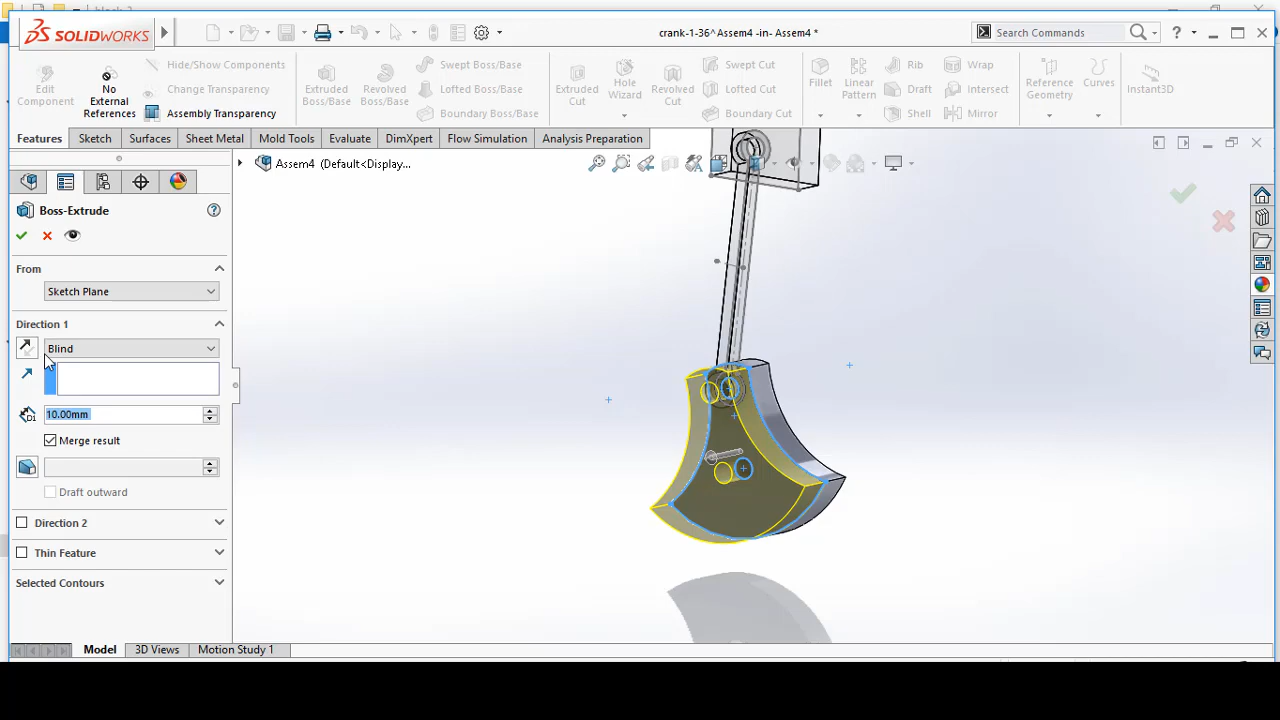 SOLIDWORKS
crank-1-36^Assem4 -in- Assem4 *
Search Commands
Edit Component
No External References
Hide/Show Components
Change Transparency
Assembly Transparency
Extruded Boss/Base
Revolved Boss/Base
Swept Boss/Base
Lofted Boss/Base
Boundary Boss/Base
Extruded Cut
Hole Wizard
Revolved Cut
Swept Cut
Lofted Cut
Boundary Cut
Fillet
Linear Pattern
Rib
Draft
Shell
Wrap
Intersect
Mirror
Reference Geometry
Curves
Instant3D
Features
Sketch
Surfaces
Sheet Metal
Mold Tools
Evaluate
DimXpert
Flow Simulation
Analysis Preparation
Assem4 (Default<Display...
Boss-Extrude
From
Sketch Plane
Direction 1
Blind
10.00mm
Merge result
Draft outward
Direction 2
Thin Feature
Selected Contours
Model
3D Views
Motion Study 1